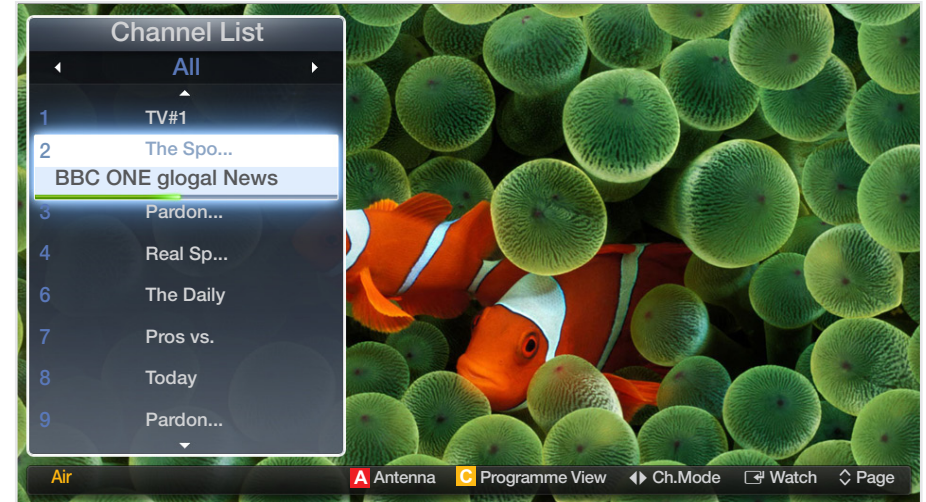 Channel List
All
1 TV#1
2 The Spo...
BBC ONE glogal News
3 Pardon...
4 Real Sp...
6 The Daily
7 Pros vs.
8 Today
9 Pardon...
Air A Antenna C Programme View Ch.Mode Watch Page